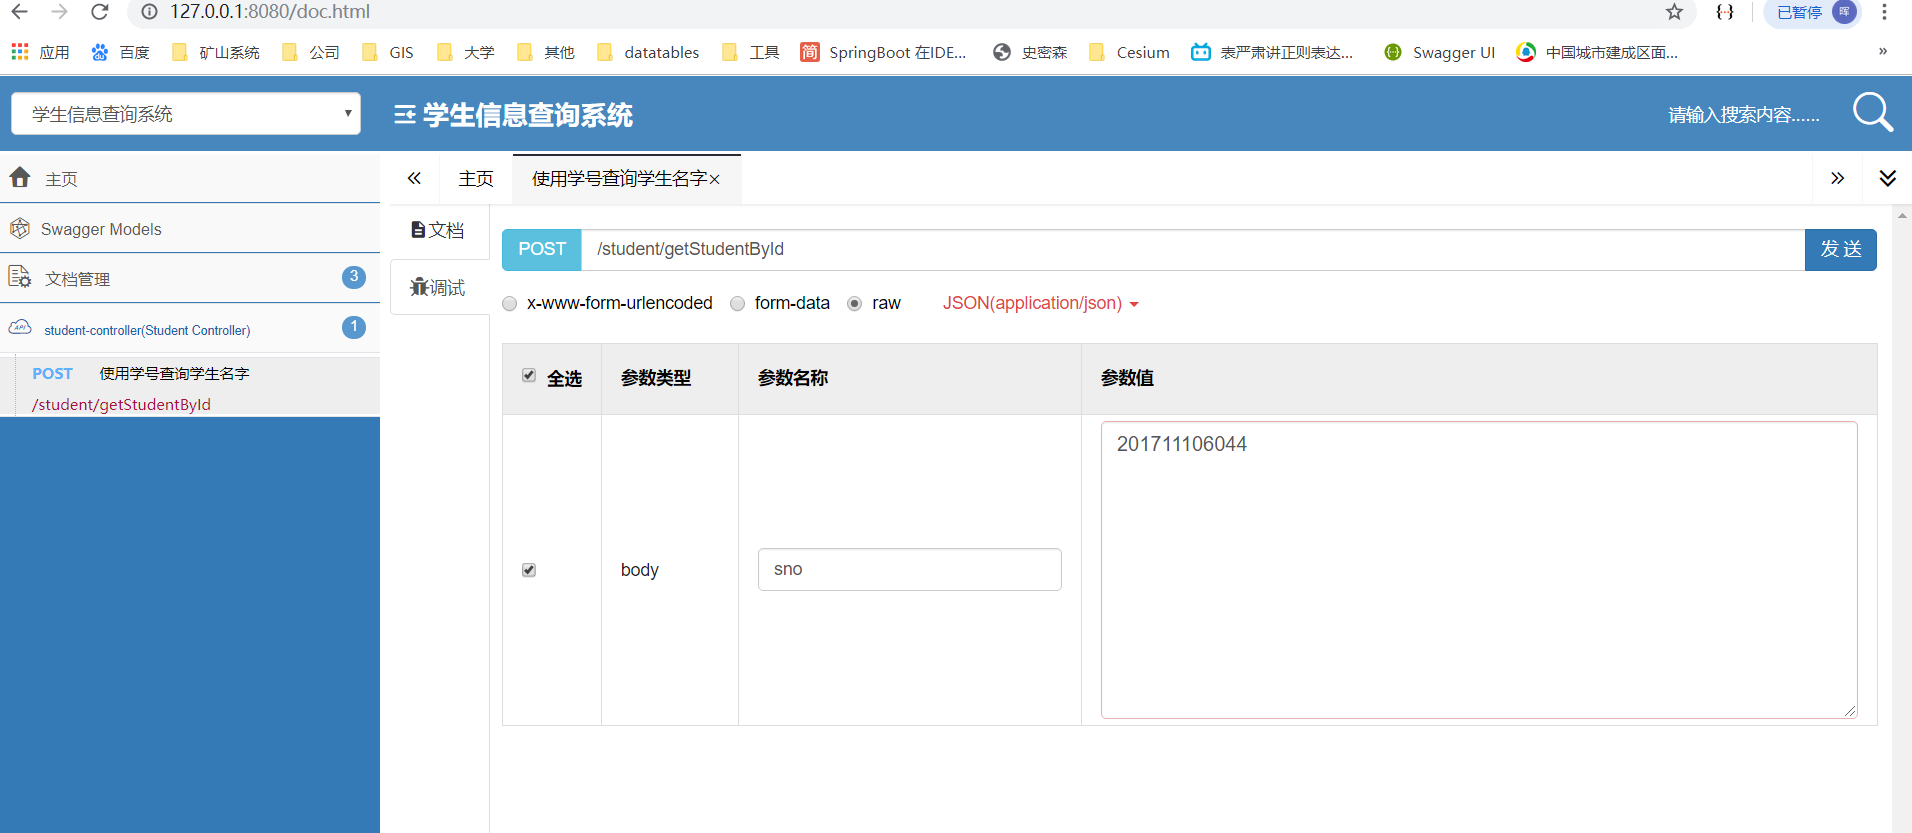 127.0.0.1:8080/doc.html
已暂停 晖
应用 百度 矿山系统 公司 GIS 大学 其他 datatables 工具 简 SpringBoot 在IDE... 史密森 Cesium 表严肃讲正则表达... Swagger UI 中国城市建成区面... »
学生信息查询系统
学生信息查询系统
请输入搜索内容......
主页
Swagger Models
文档管理 3
API student-controller(Student Controller) 1
POST 使用学号查询学生名字
/student/getStudentById
主页 使用学号查询学生名字×
文档
调试
POST /student/getStudentById 发 送
x-www-form-urlencoded form-data raw JSON(application/json)
全选 参数类型 参数名称 参数值
body sno 201711106044